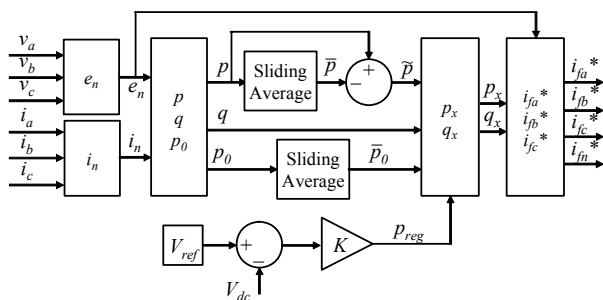 v_a
v_b
v_c
i_a
i_b
i_c
e_n
e_n
i_n
i_n
p
q
p_0
p
q
p_0
Sliding
Average
p̄
+
−
p̃
Sliding
Average
p̄_0
p_x
q_x
p_x
q_x
i_fa*
i_fb*
i_fc*
i_fa*
i_fb*
i_fc*
i_fn*
V_ref
+
−
V_dc
K
p_reg